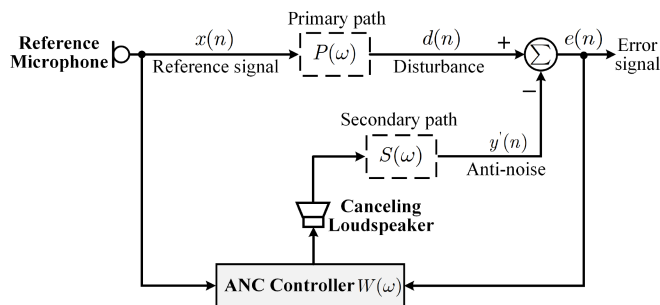 Primary path
Reference
Microphone
x(n)
Reference signal
P(ω)
d(n)
Disturbance
+
Σ
−
e(n)
Error
signal
Secondary path
S(ω)
y'(n)
Anti-noise
Canceling
Loudspeaker
ANC Controller W(ω)